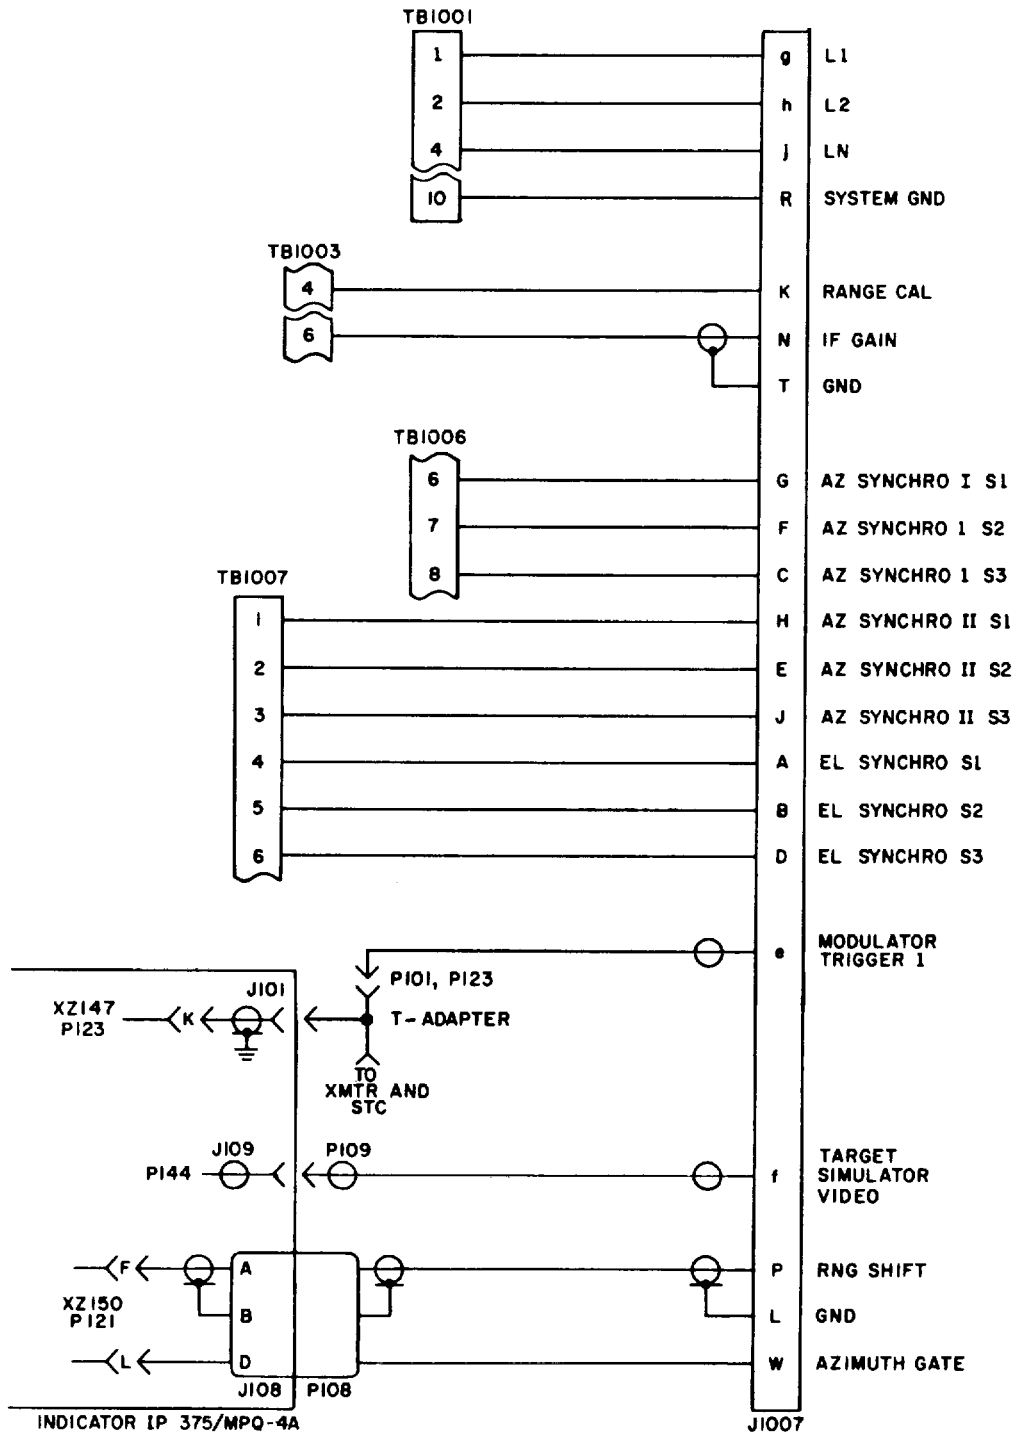 TB1001
1 g L1
2 h L2
4 j LN
10 R SYSTEM GND
TB1003
4 K RANGE CAL
6 N IF GAIN
T GND
TB1006
6 G AZ SYNCHRO I S1
7 F AZ SYNCHRO 1 S2
8 C AZ SYNCHRO 1 S3
TB1007
1 H AZ SYNCHRO II S1
2 E AZ SYNCHRO II S2
3 J AZ SYNCHRO II S3
4 A EL SYNCHRO S1
5 B EL SYNCHRO S2
6 D EL SYNCHRO S3
e MODULATOR
TRIGGER 1
P101, P123
J101
XZ147
P123
K
T-ADAPTER
TO
XMTR AND
STC
J109 P109
P144
f
TARGET
SIMULATOR
VIDEO
F A P RNG SHIFT
XZ150
P121
B L GND
L D W AZIMUTH GATE
J108 P108
INDICATOR IP 375/MPQ-4A
J1007